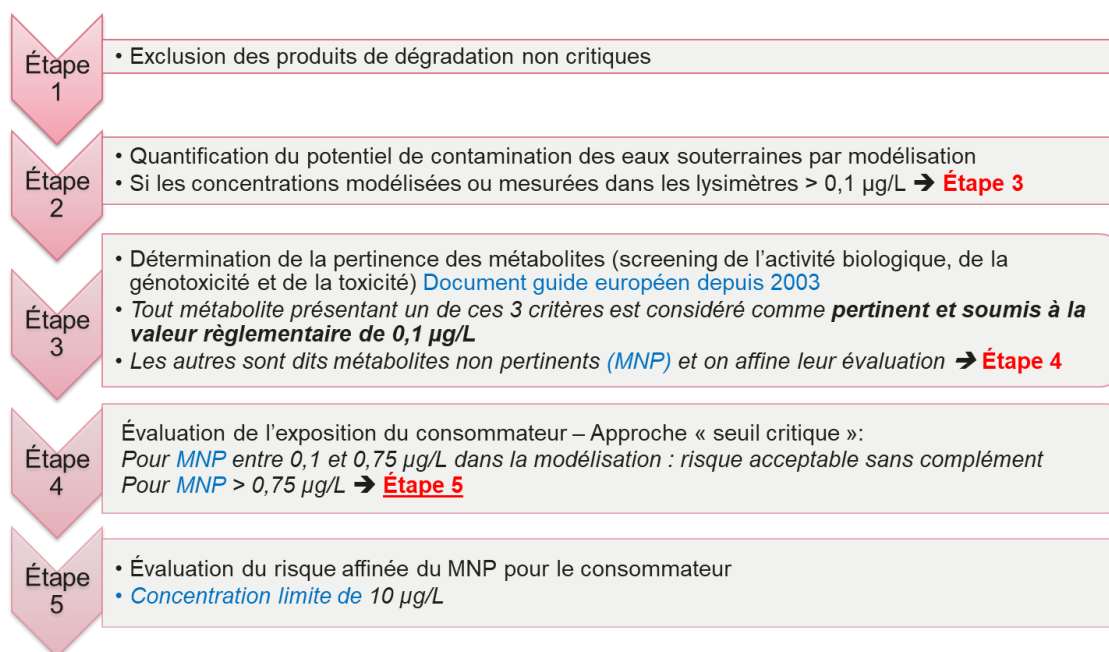 Étape
1
• Exclusion des produits de dégradation non critiques
Étape
2
• Quantification du potentiel de contamination des eaux souterraines par modélisation
• Si les concentrations modélisées ou mesurées dans les lysimètres > 0,1 µg/L ➔ Étape 3
Étape
3
• Détermination de la pertinence des métabolites (screening de l’activité biologique, de la
génotoxicité et de la toxicité) Document guide européen depuis 2003
• Tout métabolite présentant un de ces 3 critères est considéré comme pertinent et soumis à la
valeur règlementaire de 0,1 µg/L
• Les autres sont dits métabolites non pertinents (MNP) et on affine leur évaluation ➔ Étape 4
Étape
4
Évaluation de l’exposition du consommateur – Approche « seuil critique »:
Pour MNP entre 0,1 et 0,75 µg/L dans la modélisation : risque acceptable sans complément
Pour MNP > 0,75 µg/L ➔ Étape 5
Étape
5
• Évaluation du risque affinée du MNP pour le consommateur
• Concentration limite de 10 µg/L